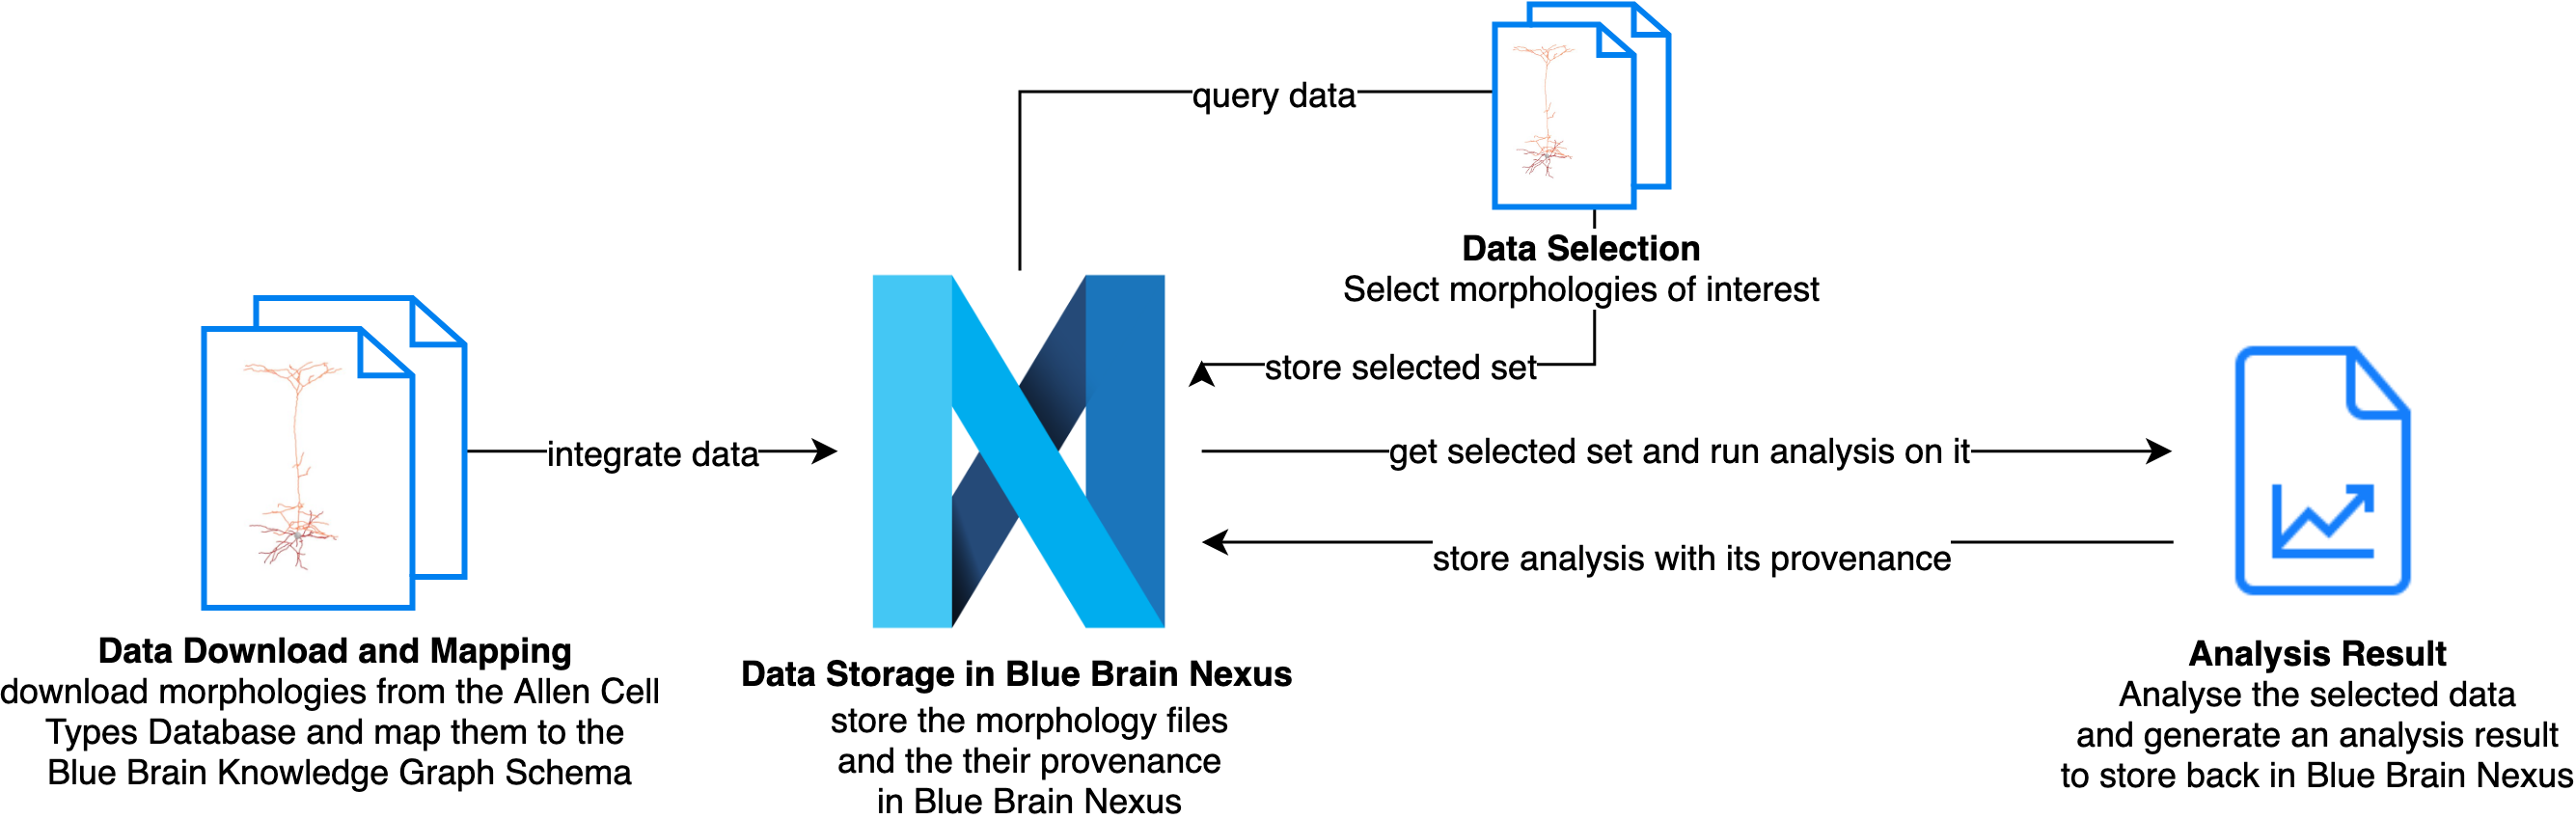 query data
Data Selection
Select morphologies of interest
store selected set
integrate data
get selected set and run analysis on it
store analysis with its provenance
Data Download and Mapping
download morphologies from the Allen Cell
Types Database and map them to the
Blue Brain Knowledge Graph Schema
Data Storage in Blue Brain Nexus
store the morphology files
and the their provenance
in Blue Brain Nexus
Analysis Result
Analyse the selected data
and generate an analysis result
to store back in Blue Brain Nexus